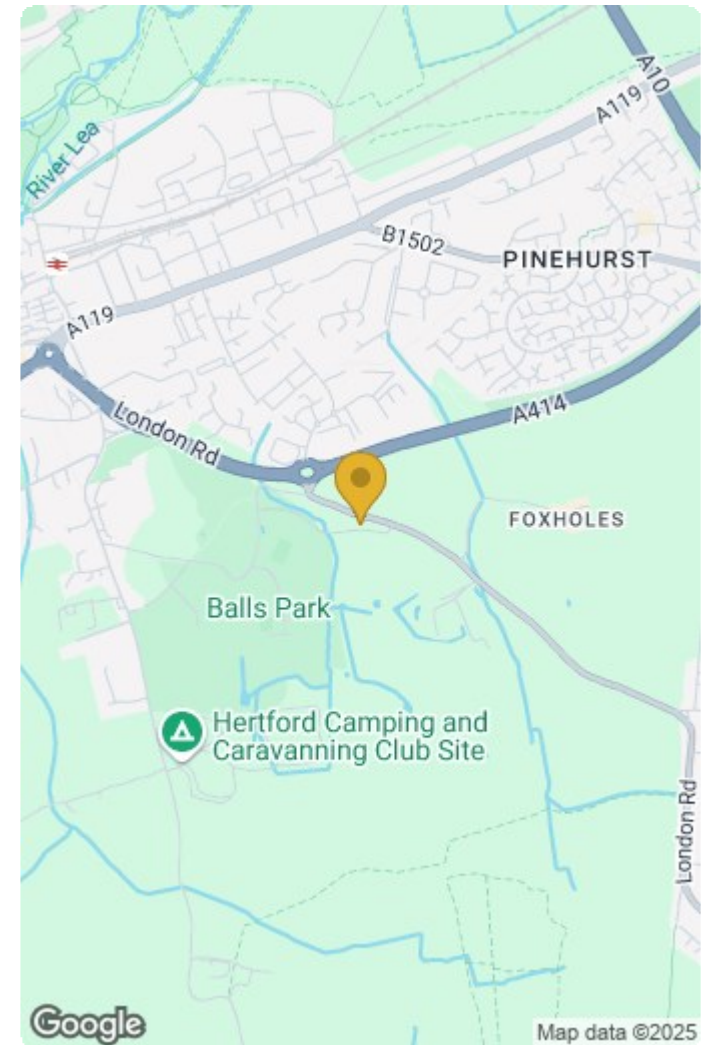 A10
A119
River Lea
B1502
PINEHURST
A119
London Rd
A414
FOXHOLES
Balls Park
Hertford Camping and
Caravanning Club Site
London Rd
Google
Map data ©2025